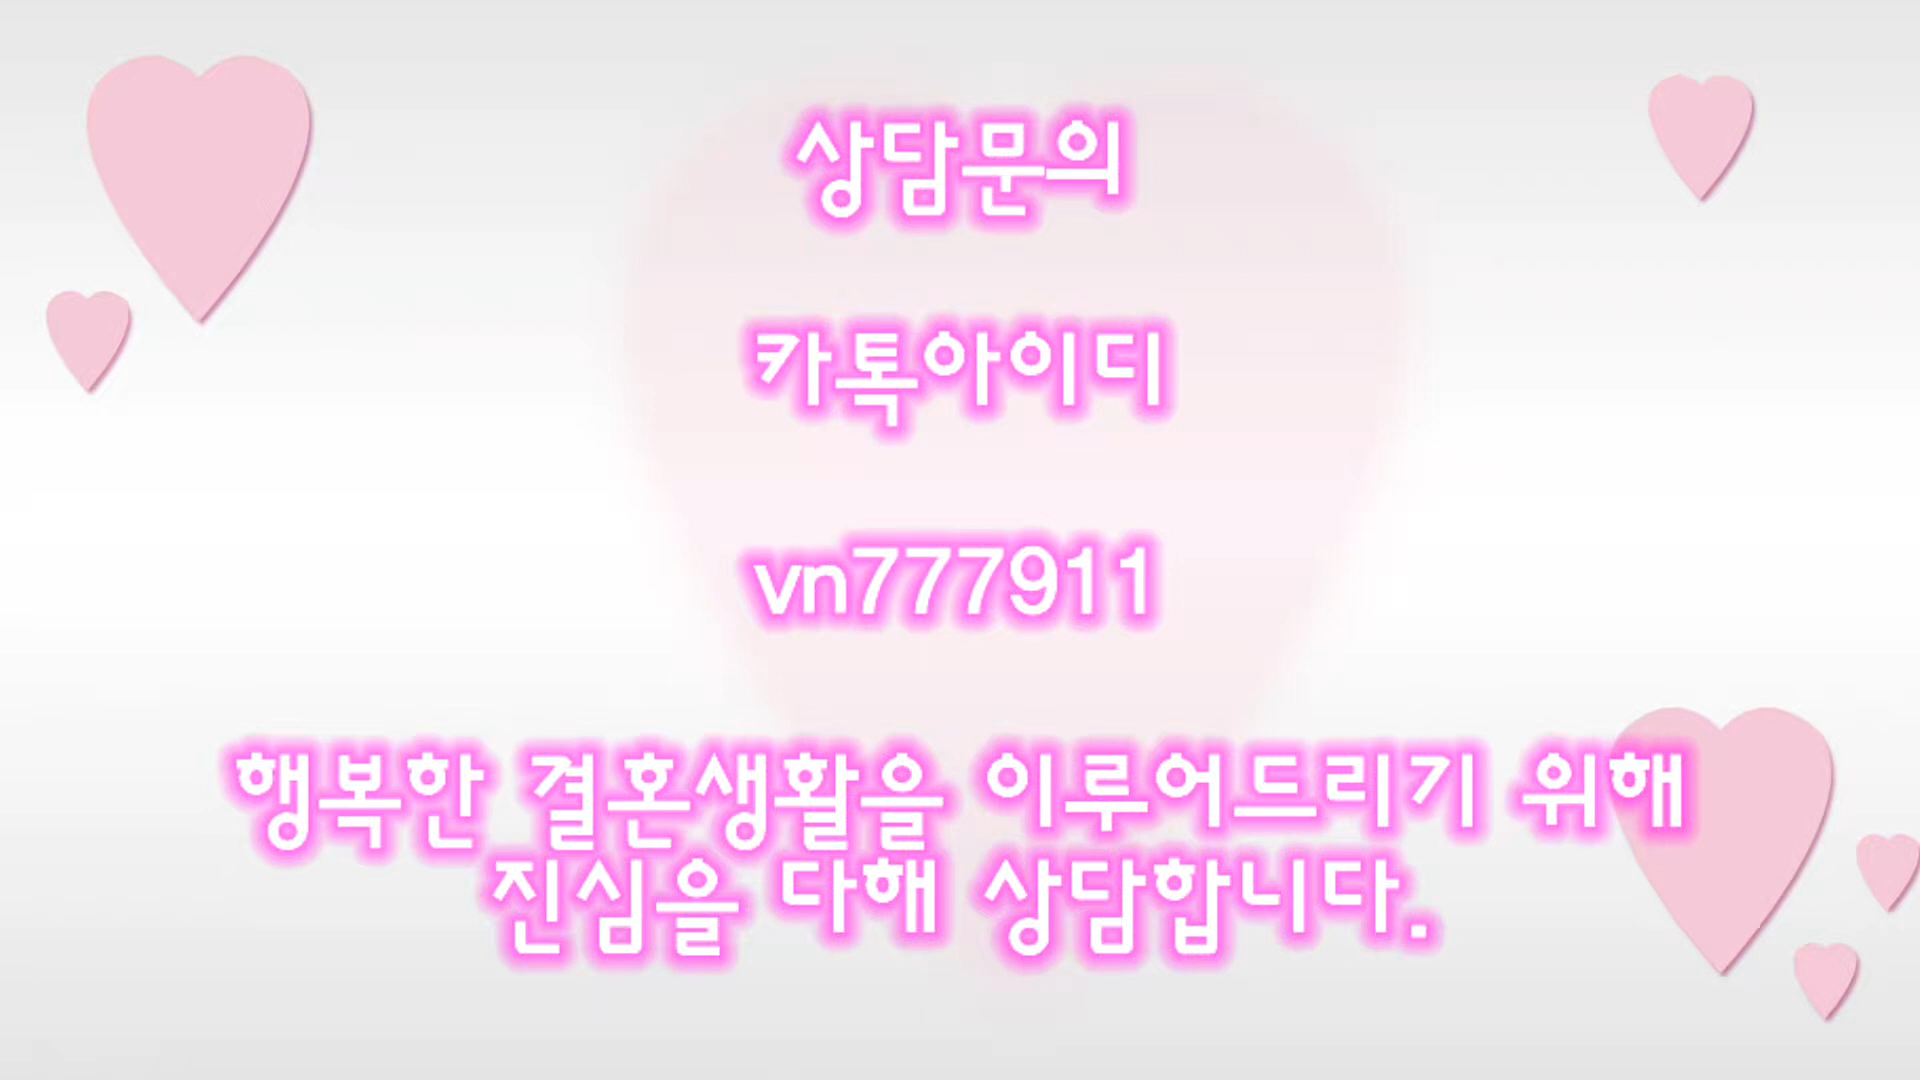 상담문의
카톡아이디
vn777911
행복한 결혼생활을 이루어드리기 위해
진심을 다해 상담합니다.